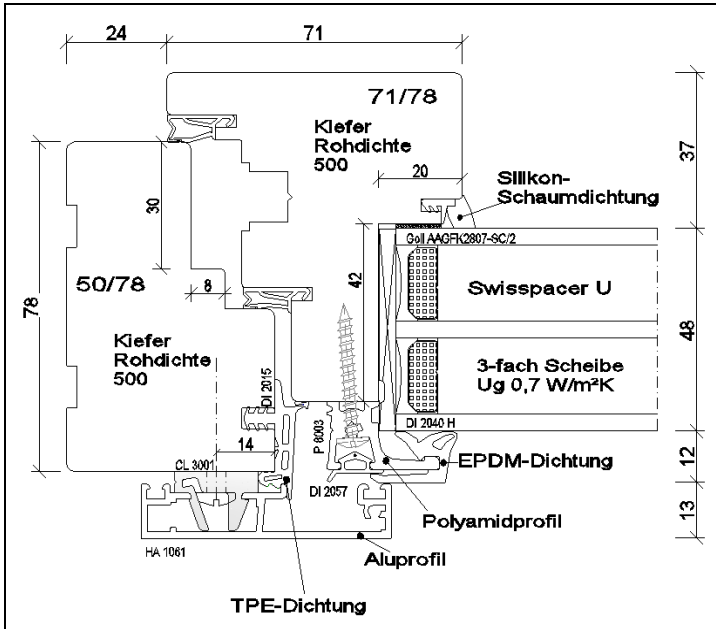 24
71
71/78
Kiefer
Rohdichte
500
37
20
Silikon-
Schaumdichtung
30
Goll AAGFK2807-SC/2
50/78
8
42
Swisspacer U
78
48
Kiefer
Rohdichte
500
3-fach Scheibe
Ug 0,7 W/m²K
DI 2015
DI 2040 H
14
P 8003
12
CL 3001
EPDM-Dichtung
DI 2057
Polyamidprofil
13
HA 1061
Aluprofil
TPE-Dichtung